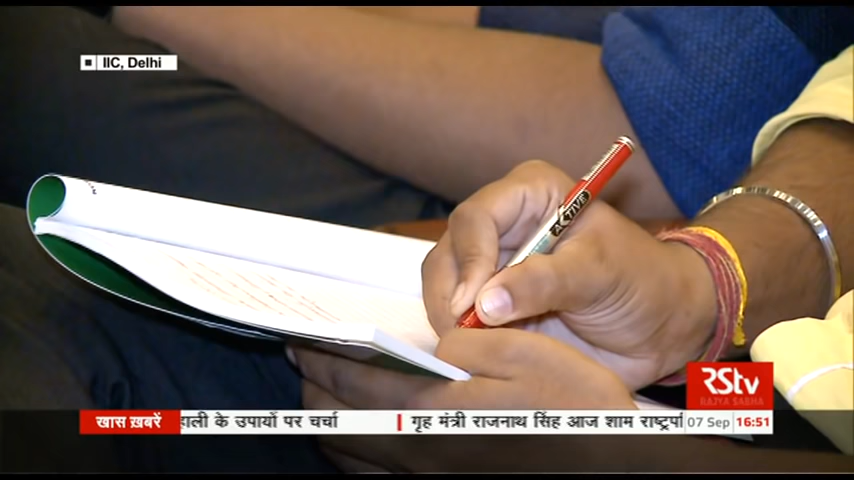 IIC, Delhi
ACTIVE
RStv
RAJYA SABHA
खास ख़बरें हाली के उपायों पर चर्चा गृह मंत्री राजनाथ सिंह आज शाम राष्ट्रपि 07 Sep 16:51